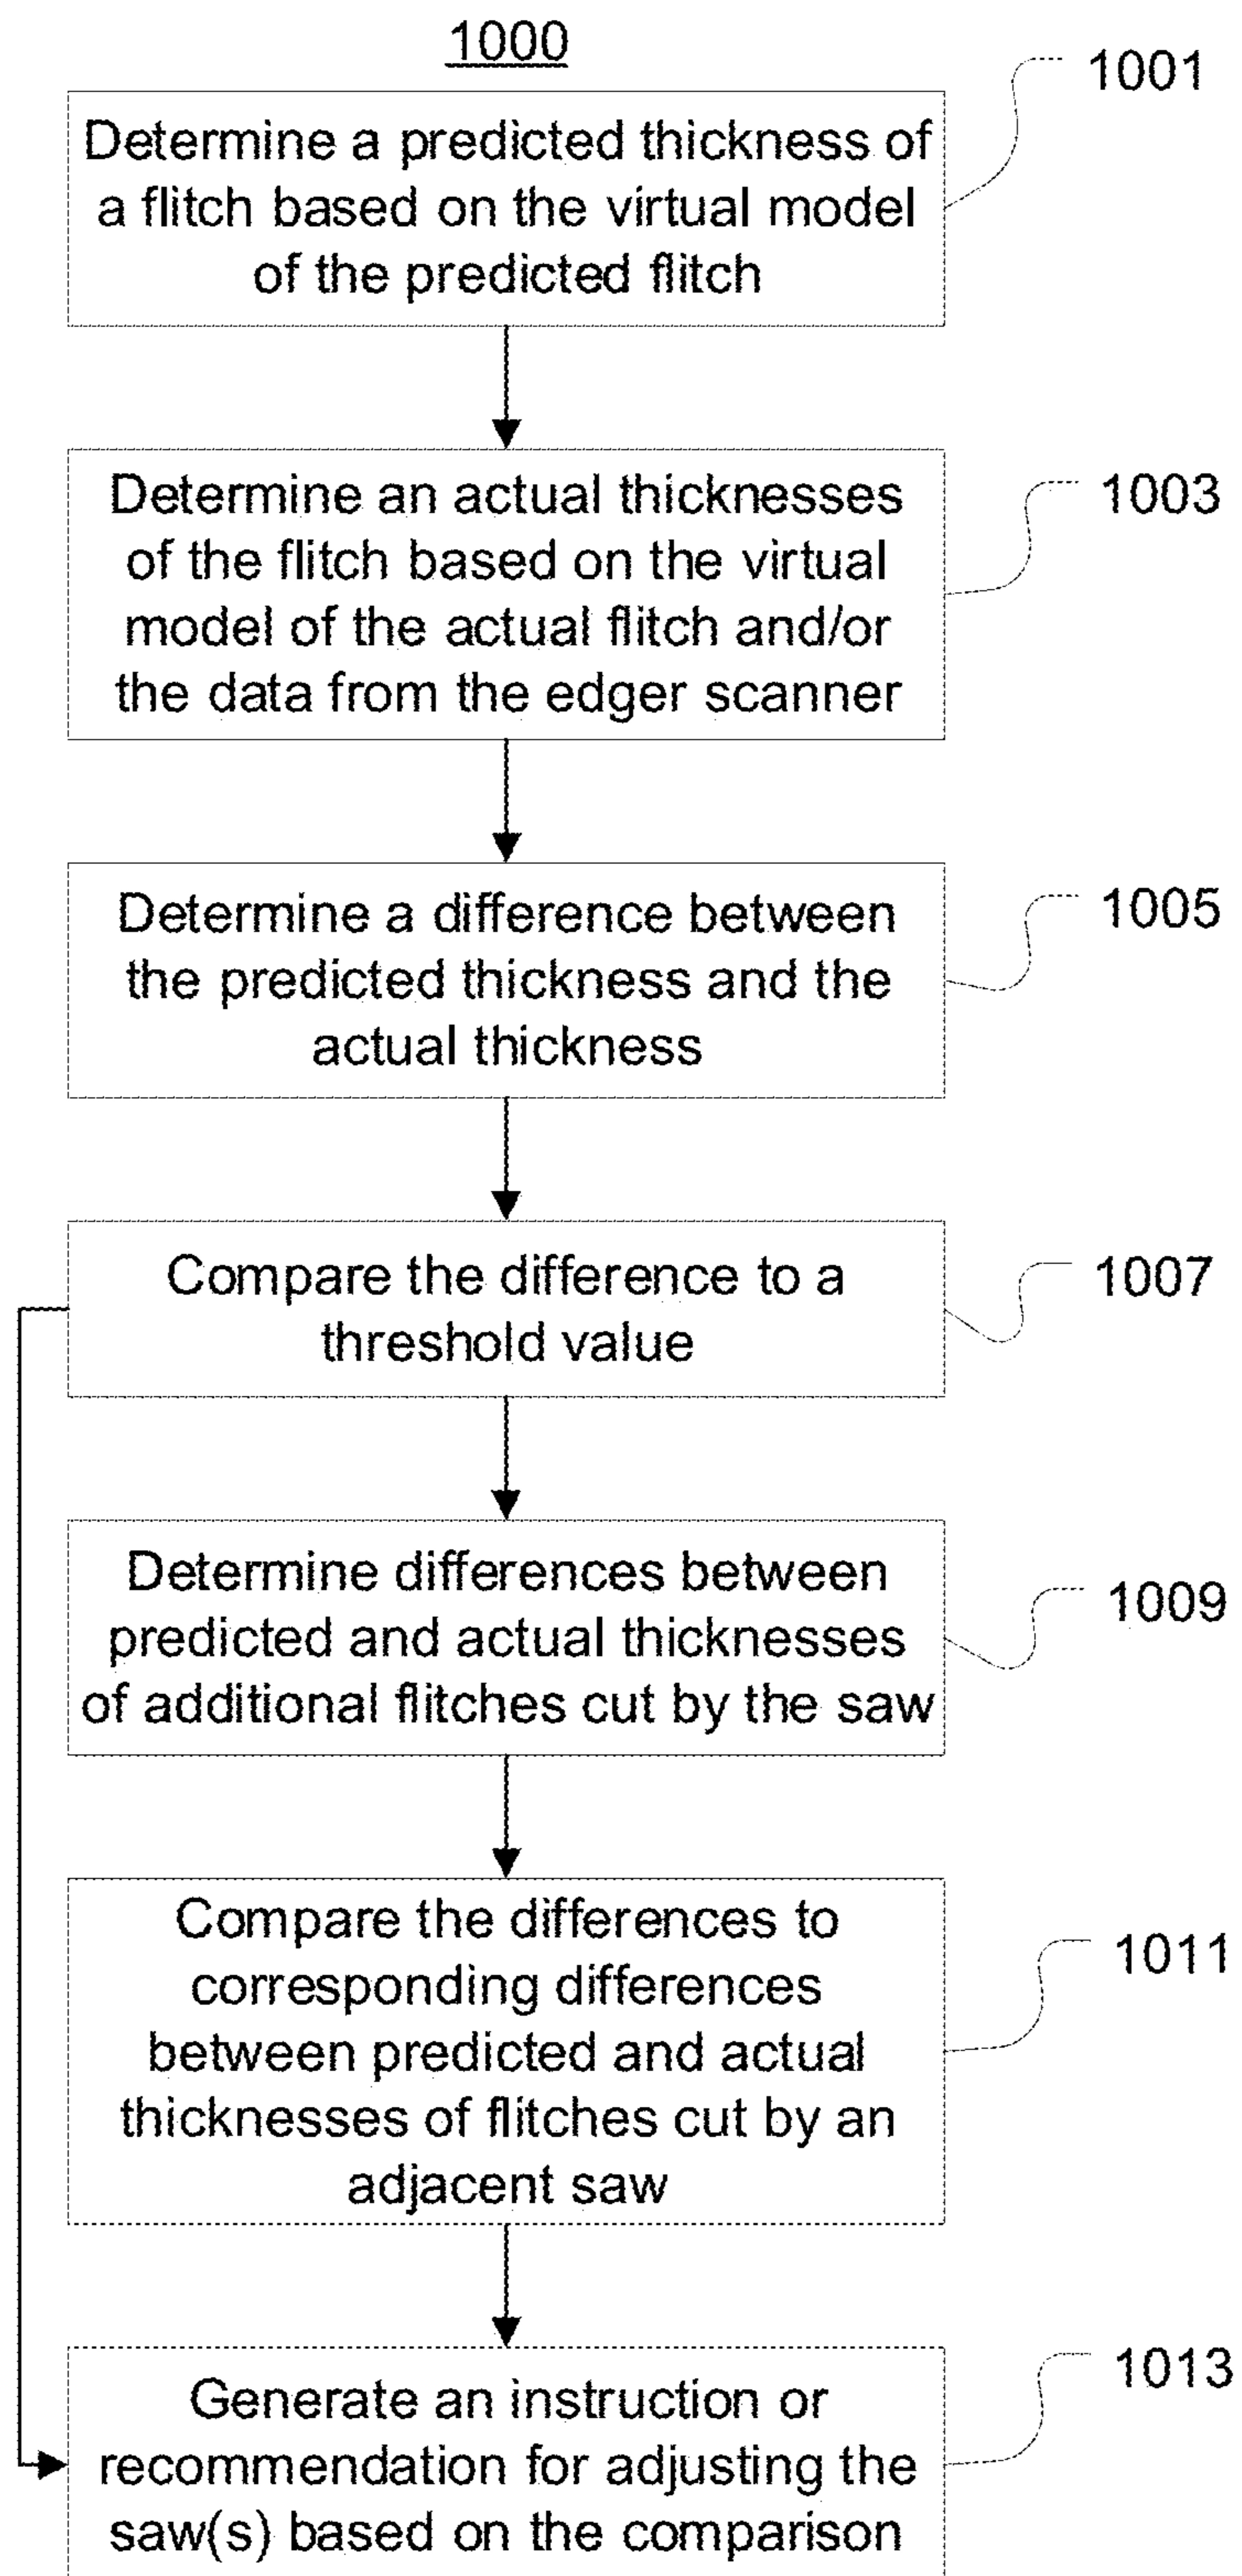 1000
1001
Determine a predicted thickness of
a flitch based on the virtual model
of the predicted flitch
1003
Determine an actual thicknesses
of the flitch based on the virtual
model of the actual flitch and/or
the data from the edger scanner
1005
Determine a difference between
the predicted thickness and the
actual thickness
1007
Compare the difference to a
threshold value
1009
Determine differences between
predicted and actual thicknesses
of additional flitches cut by the saw
1011
Compare the differences to
corresponding differences
between predicted and actual
thicknesses of flitches cut by an
adjacent saw
1013
Generate an instruction or
recommendation for adjusting the
saw(s) based on the comparison